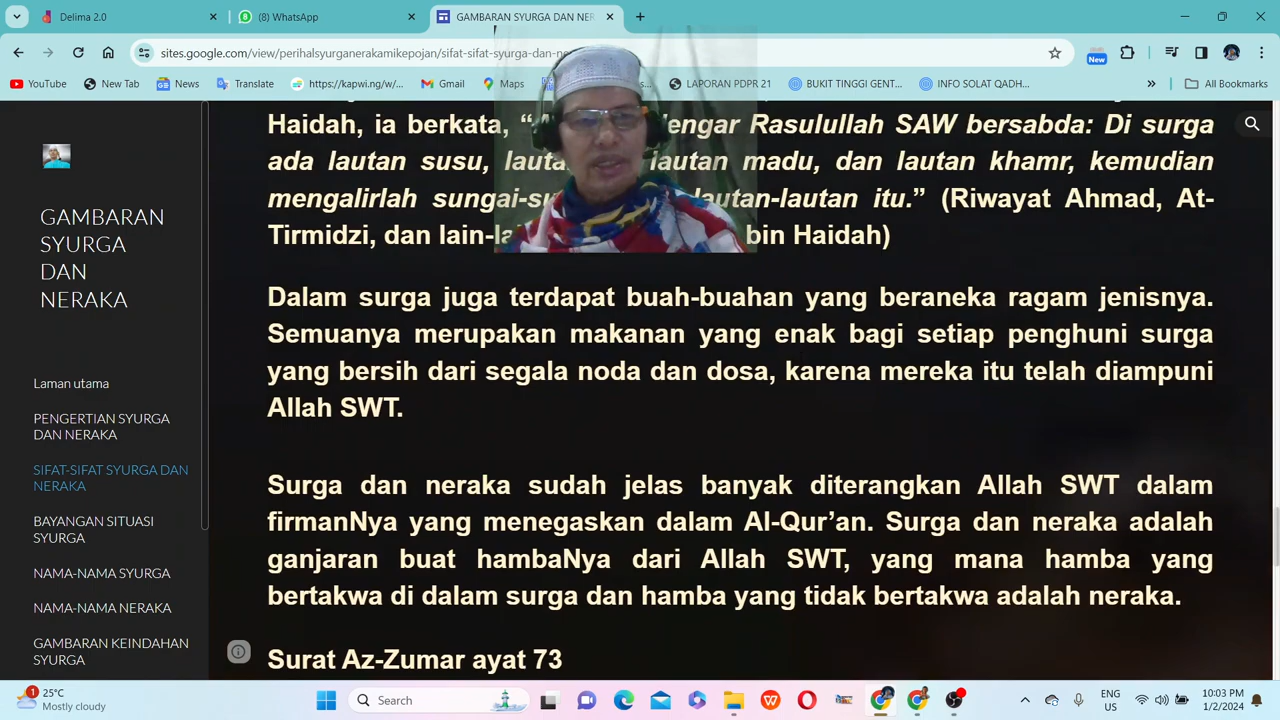 Delima 2.0
(8) WhatsApp
GAMBARAN SYURGA DAN NER
sites.google.com/view/perihalsyurganerakamikepojan/sifat-sifat-syurga-dan-ne
New
YouTube
New Tab
News
Translate
https://kapwi.ng/w/...
Gmail
Maps
LAPORAN PDPR 21
BUKIT TINGGI GENT...
INFO SOLAT QADH...
All Bookmarks
GAMBARAN
SYURGA
DAN
NERAKA
Laman utama
PENGERTIAN SYURGA
DAN NERAKA
SIFAT-SIFAT SYURGA DAN
NERAKA
BAYANGAN SITUASI
SYURGA
NAMA-NAMA SYURGA
NAMA-NAMA NERAKA
GAMBARAN KEINDAHAN
SYURGA
Haidah, ia berkata, “ Rasulullah SAW bersabda: Di surga
ada lautan susu, lautan madu, dan lautan khamr, kemudian
mengalirlah lautan-lautan itu.” (Riwayat Ahmad, At-
Tirmidzi, dan bin Haidah)
Dalam surga juga terdapat buah-buahan yang beraneka ragam jenisnya.
Semuanya merupakan makanan yang enak bagi setiap penghuni surga
yang bersih dari segala noda dan dosa, karena mereka itu telah diampuni
Allah SWT.
Surga dan neraka sudah jelas banyak diterangkan Allah SWT dalam
firmanNya yang menegaskan dalam Al-Qur’an. Surga dan neraka adalah
ganjaran buat hambaNya dari Allah SWT, yang mana hamba yang
bertakwa di dalam surga dan hamba yang tidak bertakwa adalah neraka.
Surat Az-Zumar ayat 73
1
25°C
Mostly cloudy
Search
ENG
US
10:03 PM
1/2/2024